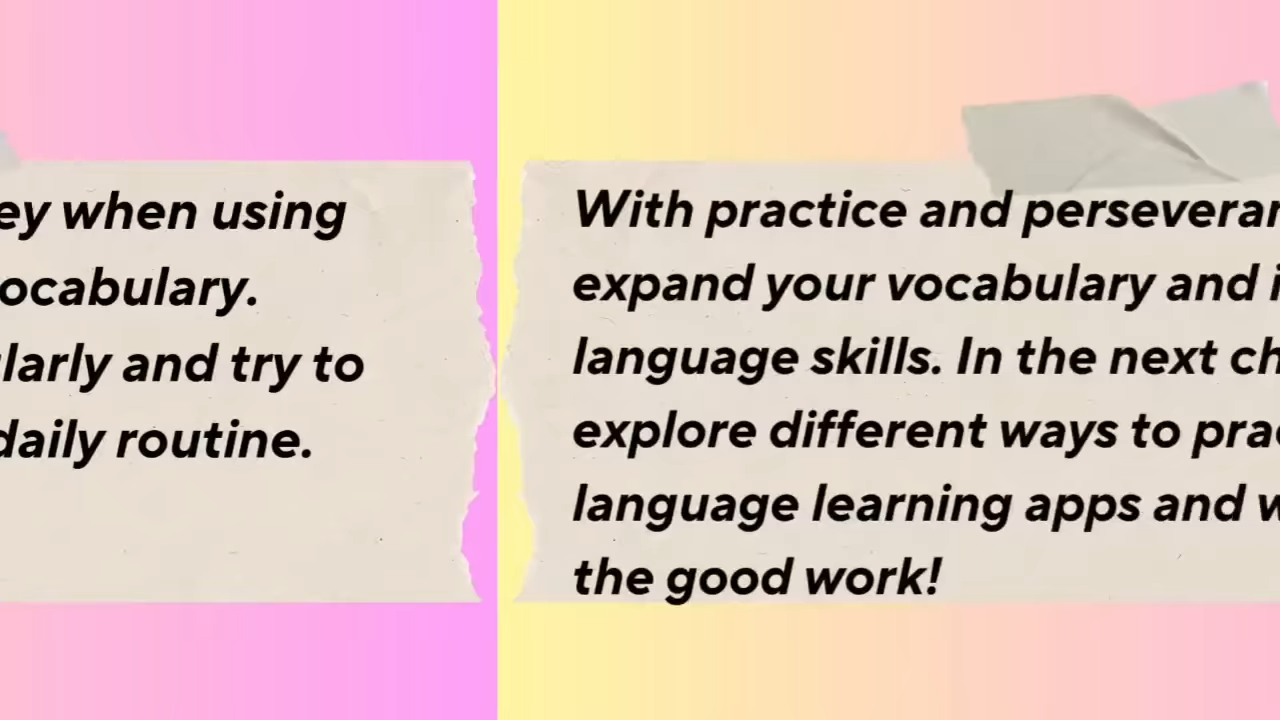 ey when using
ocabulary.
larly and try to
daily routine.
With practice and perseveran
expand your vocabulary and i
language skills. In the next ch
explore different ways to prac
language learning apps and w
the good work!